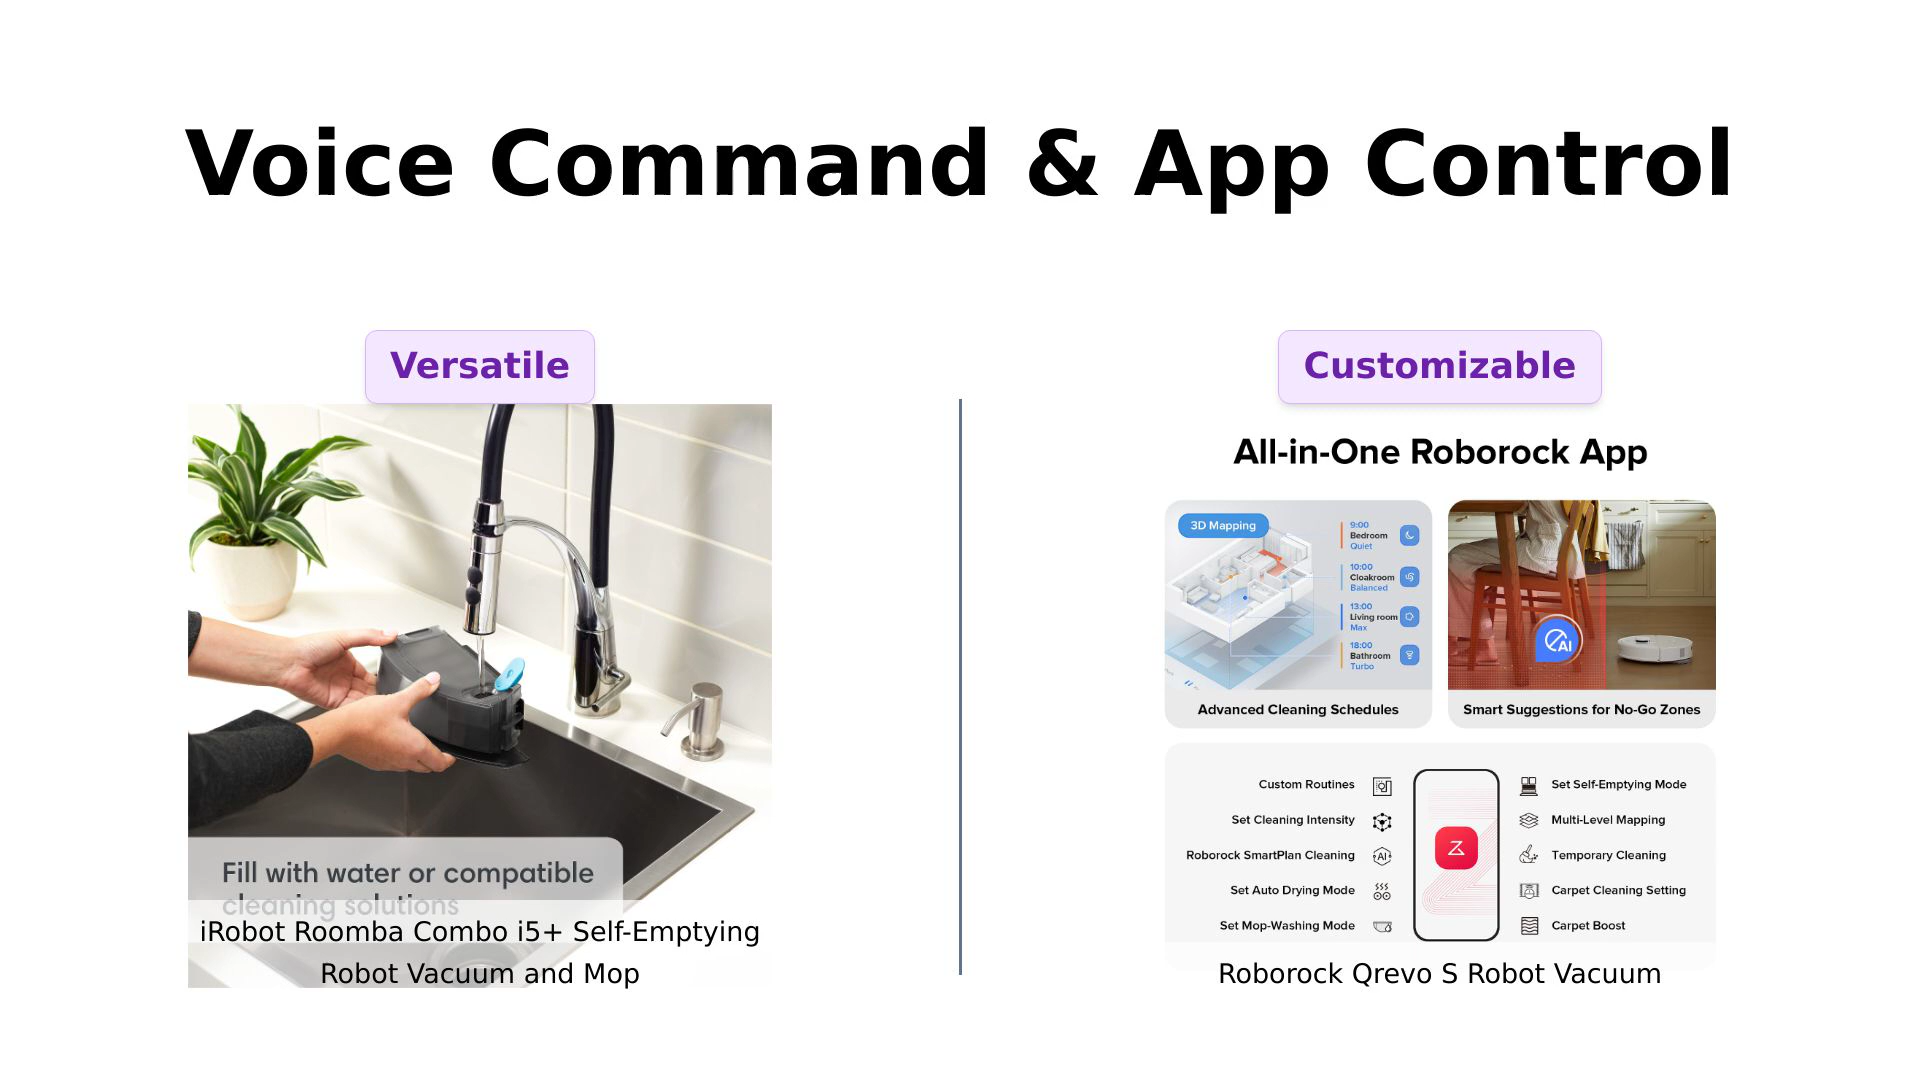 Voice Command & App Control
Versatile
Fill with water or compatible
cleaning solutions
iRobot Roomba Combo i5+ Self-Emptying
Robot Vacuum and Mop
Customizable
All-in-One Roborock App
3D Mapping
9:00
Bedroom
Quiet
10:00
Cloakroom
Balanced
13:00
Living room
Max
18:00
Bathroom
Turbo
Advanced Cleaning Schedules
AI
Smart Suggestions for No-Go Zones
Custom Routines
Set Cleaning Intensity
Roborock SmartPlan Cleaning
AI
Set Auto Drying Mode
Set Mop-Washing Mode
Set Self-Emptying Mode
Multi-Level Mapping
Temporary Cleaning
Carpet Cleaning Setting
Carpet Boost
Roborock Qrevo S Robot Vacuum